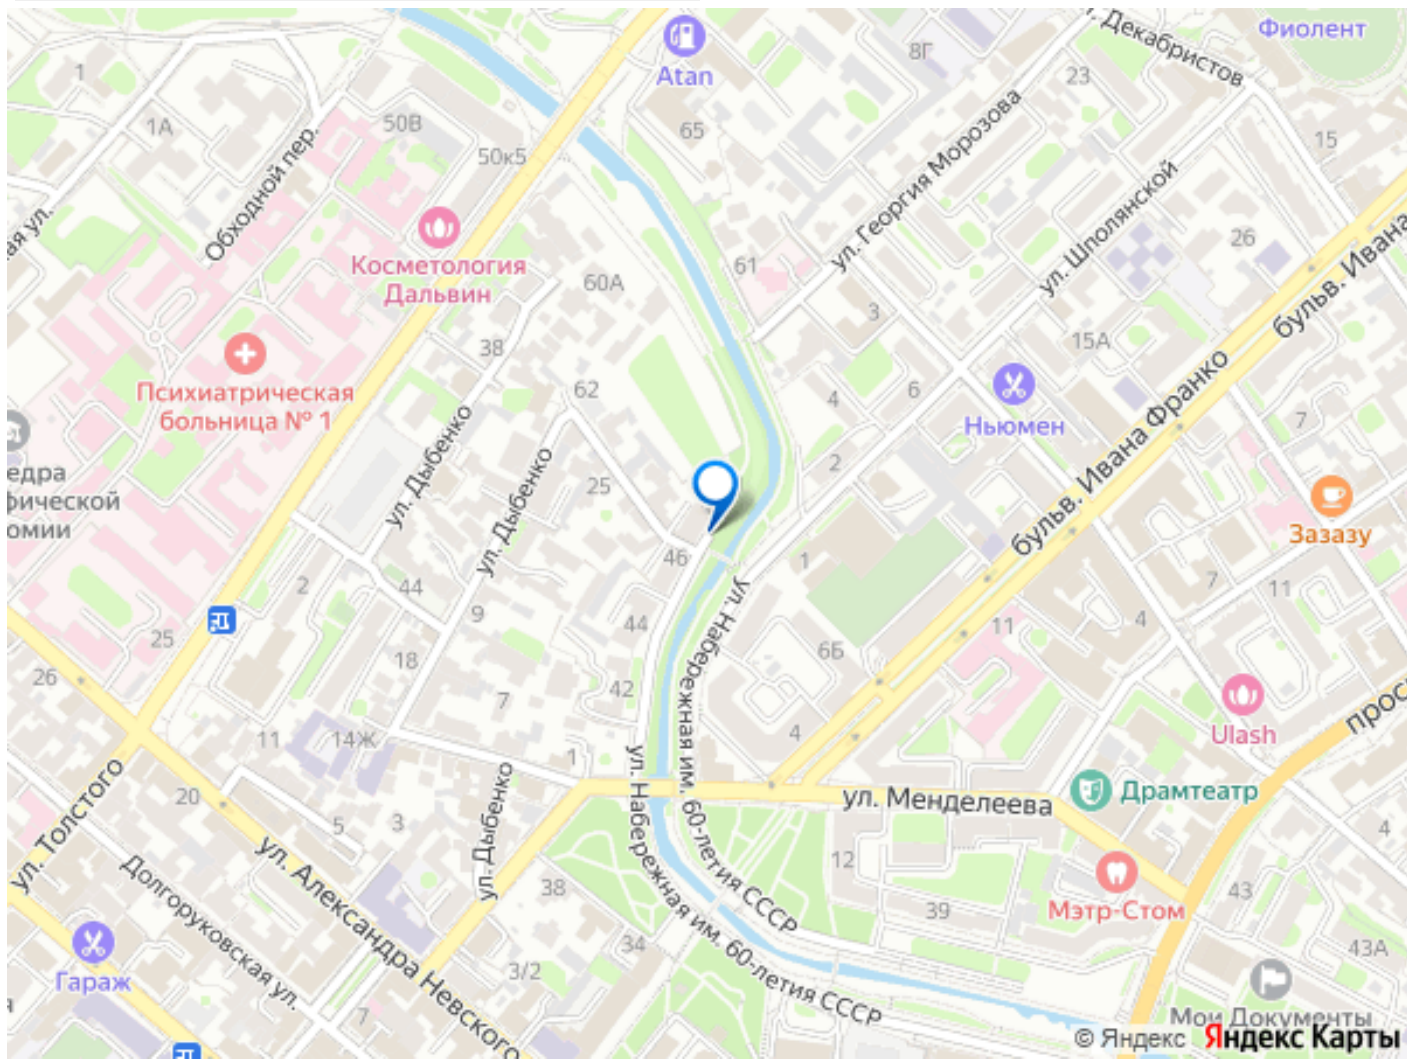 Фиолент
Декабристов
Atan
8Г
23
1
1А
50В
65
15
50к5
Обходной пер.
ул. Георгия Морозова
ул. Шполянской
ая ул.
26
бульв. Ивана
Косметология
Дальвин
60А
61
3
15А
38
Психиатрическая
больница № 1
62
4
6
Ньюмен
7
бульв. Ивана Франко
ул. Дыбенко
ул. Дыбенко
2
25
едра
фической
омии
Зазазу
46
1
7
11
2
44
9
44
ул. Набережная им. 60-летия СССР
4
11
25
18
6Б
26
42
7
Ulash
прос
11
14Ж
4
1
ул. Толстого
20
5
3
ул. Дыбенко
ул. Набережная им. 60-летия СССР
ул. Менделеева
Драмтеатр
4
ул. Александра Невского
Долгоруковская ул.
38
12
43
39
Мэтр-Стом
34
43А
Гараж
3/2
7
Мои Документы
© Яндекс Яндекс Карты